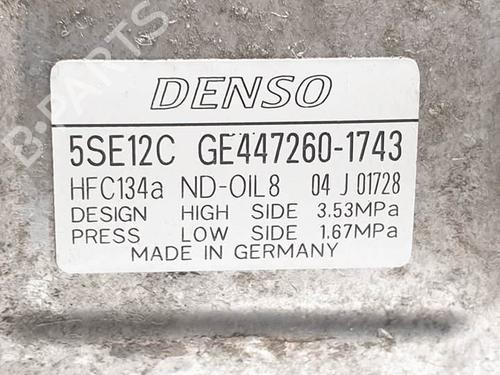 DENSO
5SE12C GE447260-1743
HFC134a ND-OIL8 04 J 01728
DESIGN HIGH SIDE 3.53MPa
PRESS LOW SIDE 1.67MPa
MADE IN GERMANY
B-PARTS